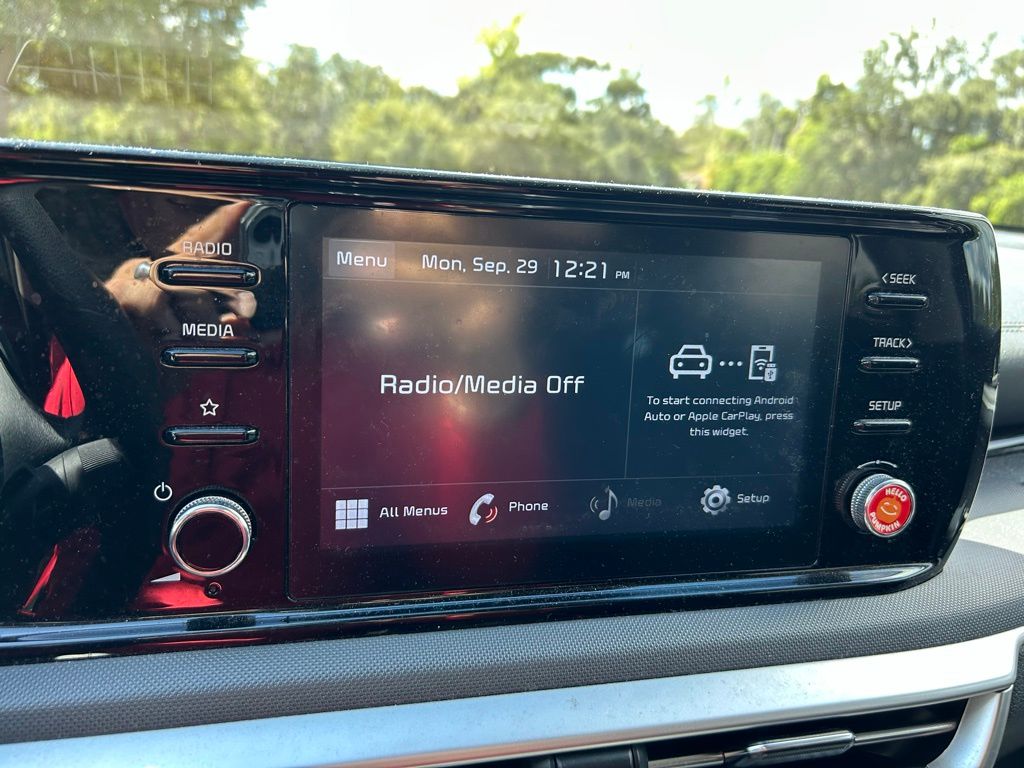 RADIO
MEDIA
Menu
Mon, Sep. 29
12:21 PM
Radio/Media Off
To start connecting Android
Auto or Apple CarPlay, press
this widget.
All Menus
Phone
Media
Setup
< SEEK
TRACK >
SETUP
HELLO
PUMPKIN